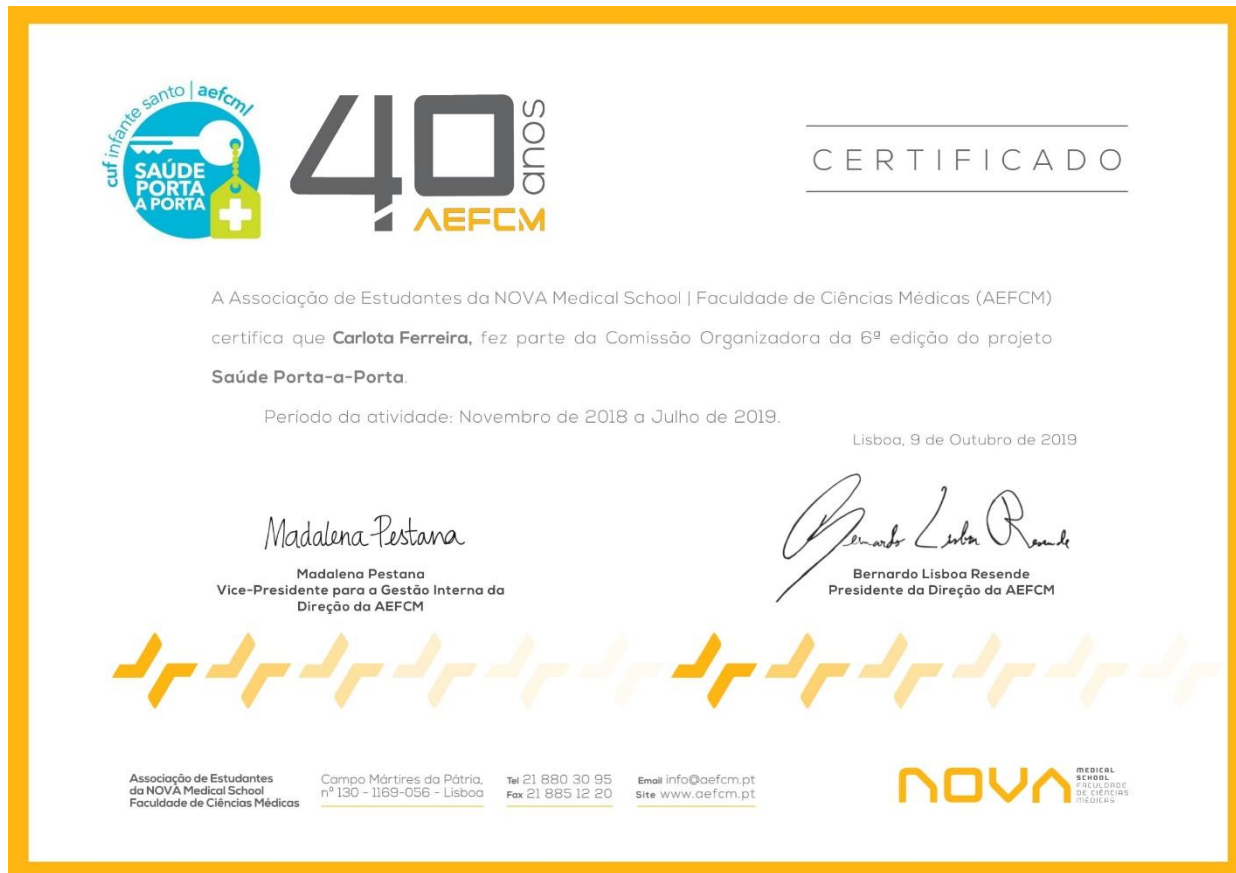 cuf infante santo | aefcml
SAÚDE
PORTA
A PORTA
40 anos
AEFCM
CERTIFICADO
A Associação de Estudantes da NOVA Medical School | Faculdade de Ciências Médicas (AEFCM)
certifica que Carlota Ferreira, fez parte da Comissão Organizadora da 6ª edição do projeto
Saúde Porta-a-Porta.
Período da atividade: Novembro de 2018 a Julho de 2019.
Lisboa, 9 de Outubro de 2019
Madalena Pestana
Madalena Pestana
Vice-Presidente para a Gestão Interna da
Direção da AEFCM
Bernardo Lisboa Resende
Bernardo Lisboa Resende
Presidente da Direção da AEFCM
Associação de Estudantes
da NOVA Medical School
Faculdade de Ciências Médicas
Campo Mártires da Pátria,
nº 130 - 1169-056 - Lisboa
Tel 21 880 30 95
Fax 21 885 12 20
Email info@aefcm.pt
Site www.aefcm.pt
NOVA
MEDICAL
SCHOOL
FACULDADE
DE CIÊNCIAS
MÉDICAS